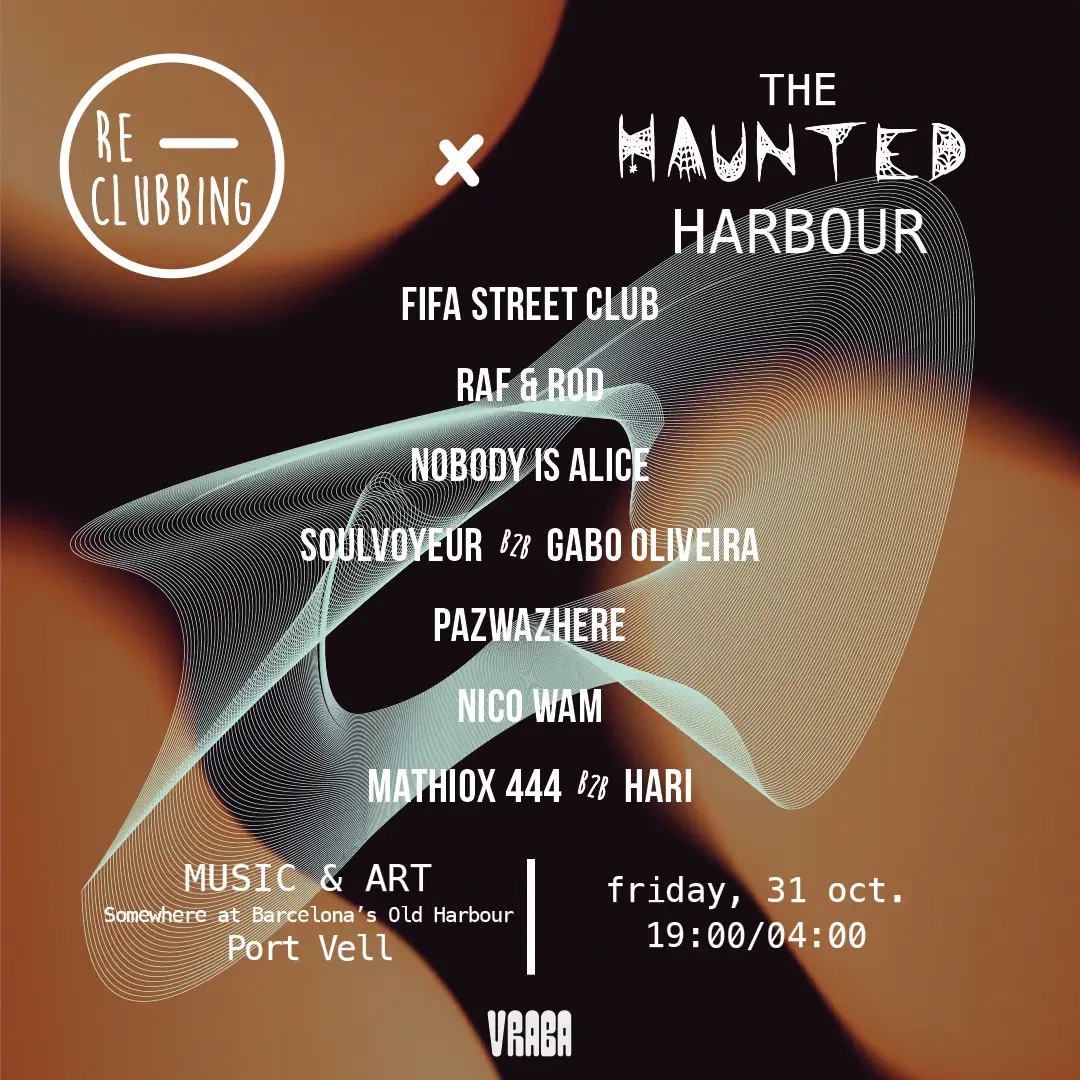 RE —
CLUBBING
X
THE
HAUNTED
HARBOUR
FIFA STREET CLUB
RAF & ROD
NOBODY IS ALICE
SOULVOYEUR B2B GABO OLIVEIRA
PAZWAZHERE
NICO WAM
MATHIOX 444 B2B HARI
MUSIC & ART
Somewhere at Barcelona's Old Harbour
Port Vell
friday, 31 oct.
19:00/04:00
VRABA